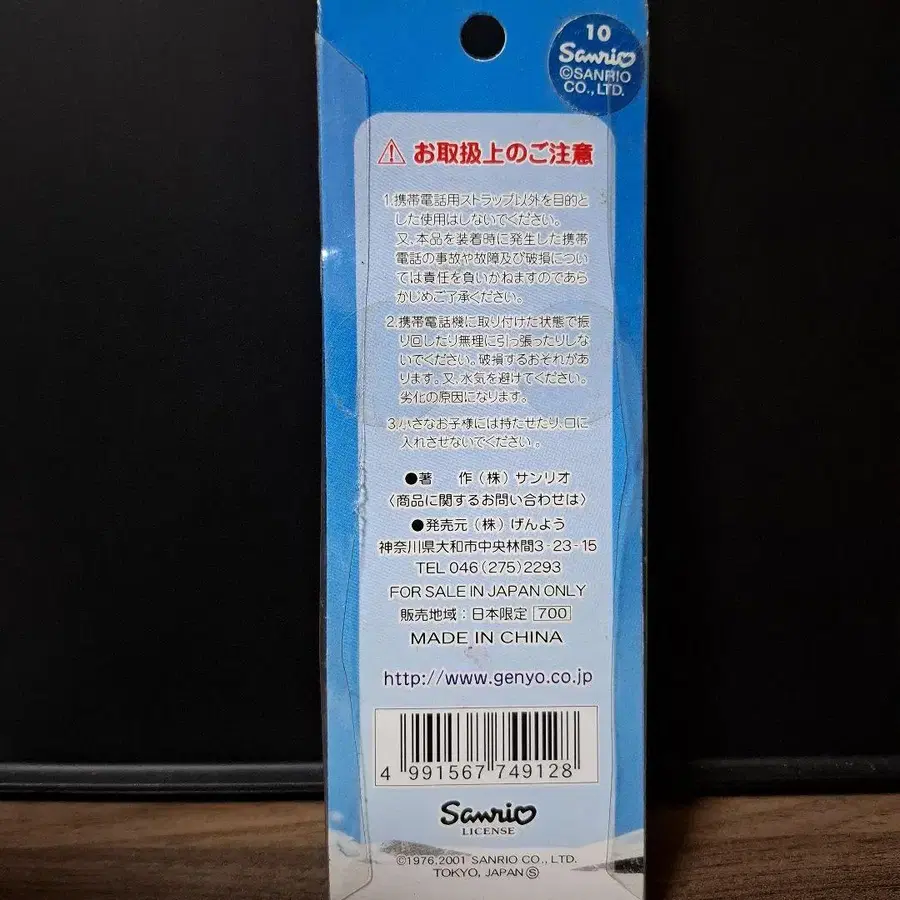 10
Sanrio
©SANRIO
CO.,LTD.
お取扱上のご注意
1.携帯電話用ストラップ以外を目的と
した使用はしないでください。
又、本品を装着時に発生した携帯
電話の事故や故障及び破損につい
ては責任を負いかねますのであら
かじめご了承ください。
2.携帯電話機に取り付けた状態で振
り回したり無理に引っ張ったりしな
いでください。破損するおそれがあ
ります。又、水気を避けてください。
劣化の原因になります。
3.小さなお子様には持たせたり、口に
入れさせないでください。
●著 作(株)サンリオ
〈商品に関するお問い合わせは〉
●発売元(株)げんよう
神奈川県大和市中央林間3-23-15
TEL 046(275)2293
FOR SALE IN JAPAN ONLY
販売地域:日本限定 700
MADE IN CHINA
http://www.genyo.co.jp
4 991567 749128
Sanrio
LICENSE
©1976,2001 SANRIO CO., LTD.
TOKYO, JAPAN Ⓢ